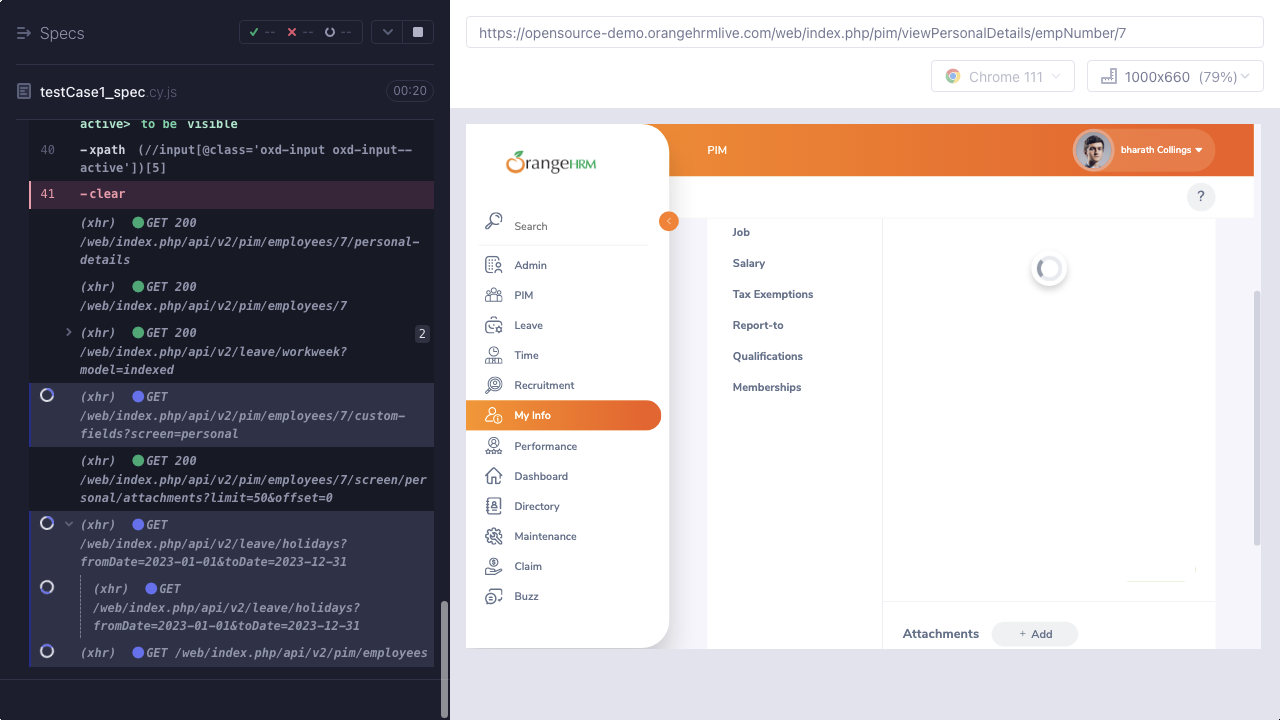 Specs
-- -- --
testCase1_spec.cy.js
00:20
active> to be visible
40 -xpath (//input[@class='oxd-input oxd-input--
active'])[5]
41 -clear
(xhr) GET 200
/web/index.php/api/v2/pim/employees/7/personal-
details
(xhr) GET 200
/web/index.php/api/v2/pim/employees/7
(xhr) GET 200
2
/web/index.php/api/v2/leave/workweek?
model=indexed
(xhr) GET
/web/index.php/api/v2/pim/employees/7/custom-
fields?screen=personal
(xhr) GET 200
/web/index.php/api/v2/pim/employees/7/screen/per
sonal/attachments?limit=50&offset=0
(xhr) GET
/web/index.php/api/v2/leave/holidays?
fromDate=2023-01-01&toDate=2023-12-31
(xhr) GET
/web/index.php/api/v2/leave/holidays?
fromDate=2023-01-01&toDate=2023-12-31
(xhr) GET /web/index.php/api/v2/pim/employees
https://opensource-demo.orangehrmlive.com/web/index.php/pim/viewPersonalDetails/empNumber/7
Chrome 111
1000x660 (79%)
OrangeHRM
Search
Admin
PIM
Leave
Time
Recruitment
My Info
Performance
Dashboard
Directory
Maintenance
Claim
Buzz
PIM
bharath Collings
?
Job
Salary
Tax Exemptions
Report-to
Qualifications
Memberships
Attachments
+ Add